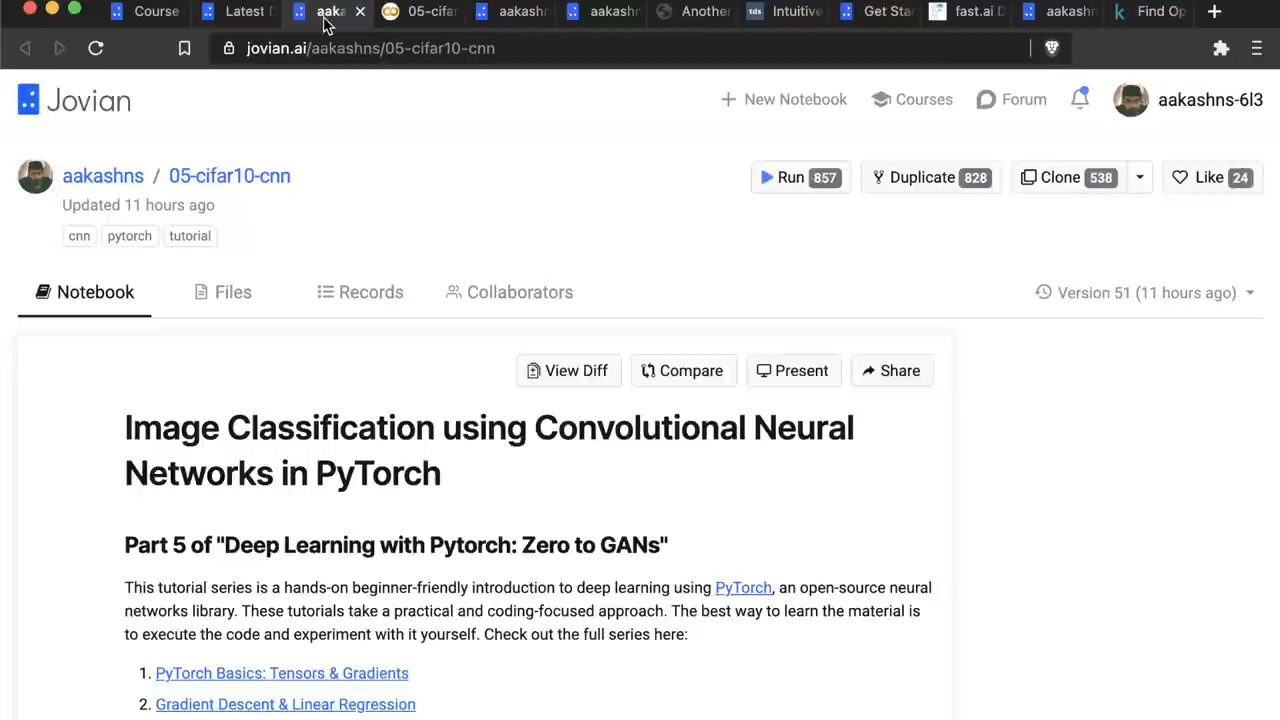 Course
Latest D
aaka
05-cifar
aakashn
aakashn
Another
tds
Intuitive
Get Star
fast.ai D
aakashn
k
Find Op
jovian.ai/aakashns/05-cifar10-cnn
Jovian
New Notebook
Courses
Forum
aakashns-6l3
aakashns / 05-cifar10-cnn
Run 857
Duplicate 828
Clone 538
Like 24
Updated 11 hours ago
cnn
pytorch
tutorial
Notebook
Files
Records
Collaborators
Version 51 (11 hours ago)
View Diff
Compare
Present
Share
Image Classification using Convolutional Neural
Networks in PyTorch
Part 5 of "Deep Learning with Pytorch: Zero to GANs"
This tutorial series is a hands-on beginner-friendly introduction to deep learning using PyTorch, an open-source neural
networks library. These tutorials take a practical and coding-focused approach. The best way to learn the material is
to execute the code and experiment with it yourself. Check out the full series here:
1. PyTorch Basics: Tensors & Gradients
2. Gradient Descent & Linear Regression